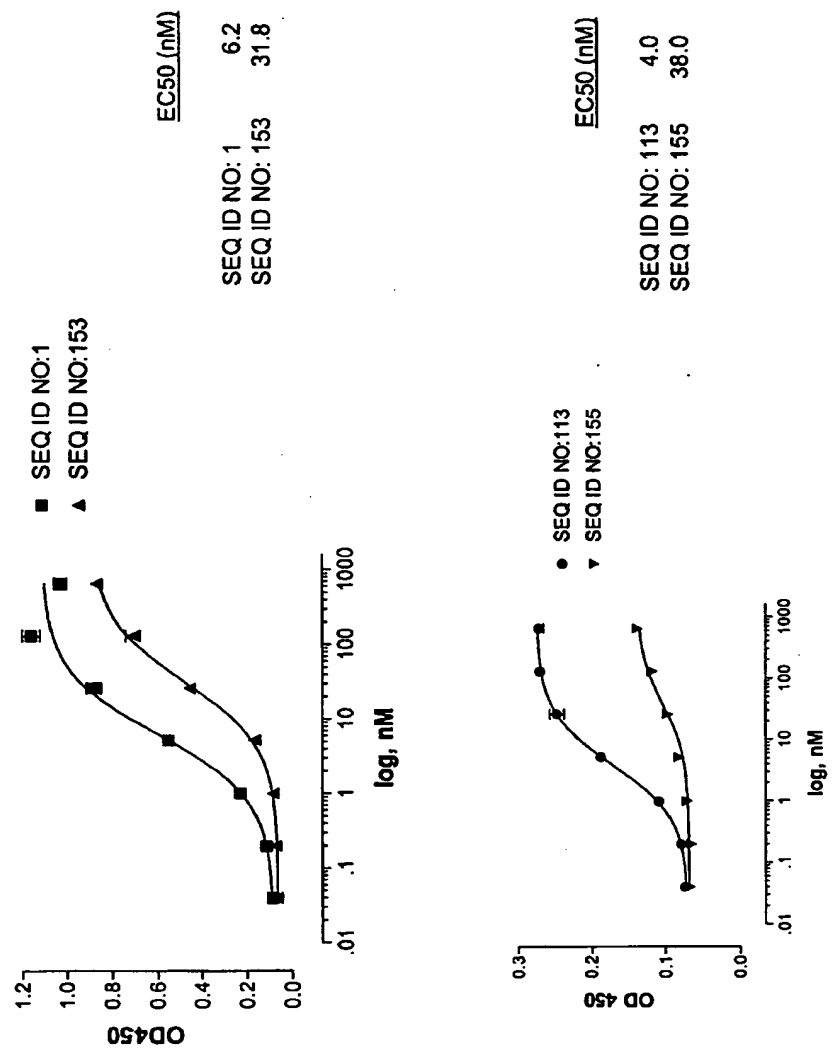 OD450
1.2
1.0
0.8
0.6
0.4
0.2
0.0
.01
.1
1
10
100
1000
log, nM
SEQ ID NO:1
SEQ ID NO:153
EC50 (nM)
SEQ ID NO: 1 6.2
SEQ ID NO: 153 31.8
OD 450
0.3
0.2
0.1
0.0
.01
.1
1
10
100
1000
log, nM
SEQ ID NO:113
SEQ ID NO:155
EC50 (nM)
SEQ ID NO: 113 4.0
SEQ ID NO: 155 38.0